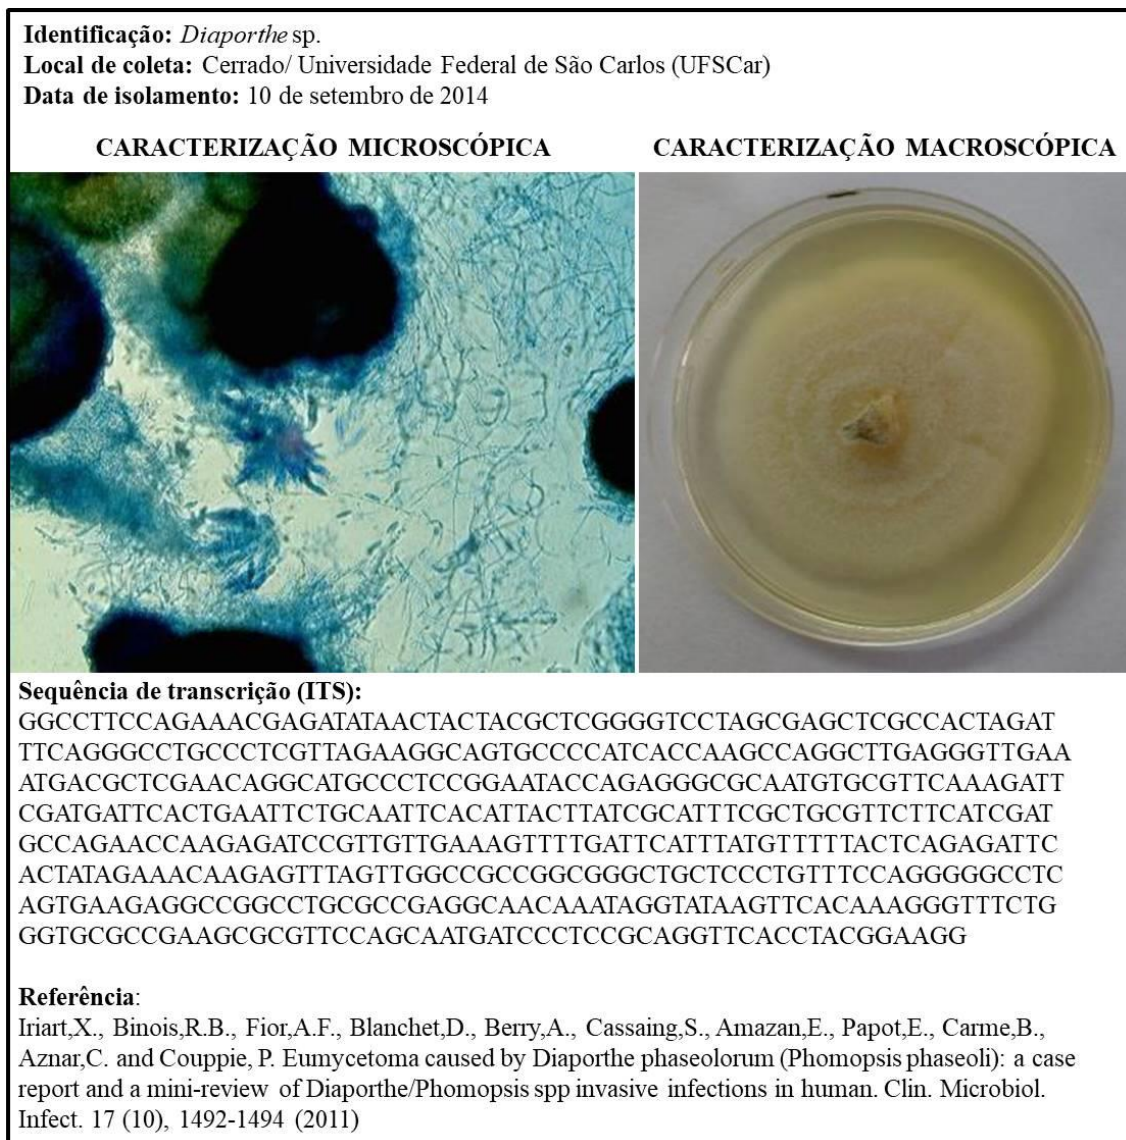 Identificação: Diaporthe sp.
Local de coleta: Cerrado/ Universidade Federal de São Carlos (UFSCar)
Data de isolamento: 10 de setembro de 2014
CARACTERIZAÇÃO MICROSCÓPICA
CARACTERIZAÇÃO MACROSCÓPICA
Sequência de transcrição (ITS):
GGCCTTCCAGAAACGAGATATAACTACTACGCTCGGGGTCCTAGCGAGCTCGCCACTAGAT
TTCAGGGCCTGCCCTCGTTAGAAGGCAGTGCCCCATCACCAAGCCAGGCTTGAGGGTTGAA
ATGACGCTCGAACAGGCATGCCCTCCGGAATACCAGAGGGCGCAATGTGCGTTCAAAGATT
CGATGATTCACTGAATTCTGCAATTCACATTACTTATCGCATTTCGCTGCGTTCTTCATCGAT
GCCAGAACCAAGAGATCCGTTGTTGAAAGTTTTGATTCATTTATGTTTTTACTCAGAGATTC
ACTATAGAAACAAGAGTTTAGTTGGCCGCCGGCGGGCTGCTCCCTGTTTCCAGGGGGCCTC
AGTGAAGAGGCCGGCCTGCGCCGAGGCAACAAATAGGTATAAGTTCACAAAGGGTTTCTG
GGTGCGCCGAAGCGCGTTCCAGCAATGATCCCTCCGCAGGTTCACCTACGGAAGG
Referência:
Iriart,X., Binois,R.B., Fior,A.F., Blanchet,D., Berry,A., Cassaing,S., Amazan,E., Papot,E., Carme,B.,
Aznar,C. and Couppie, P. Eumycetoma caused by Diaporthe phaseolorum (Phomopsis phaseoli): a case
report and a mini-review of Diaporthe/Phomopsis spp invasive infections in human. Clin. Microbiol.
Infect. 17 (10), 1492-1494 (2011)